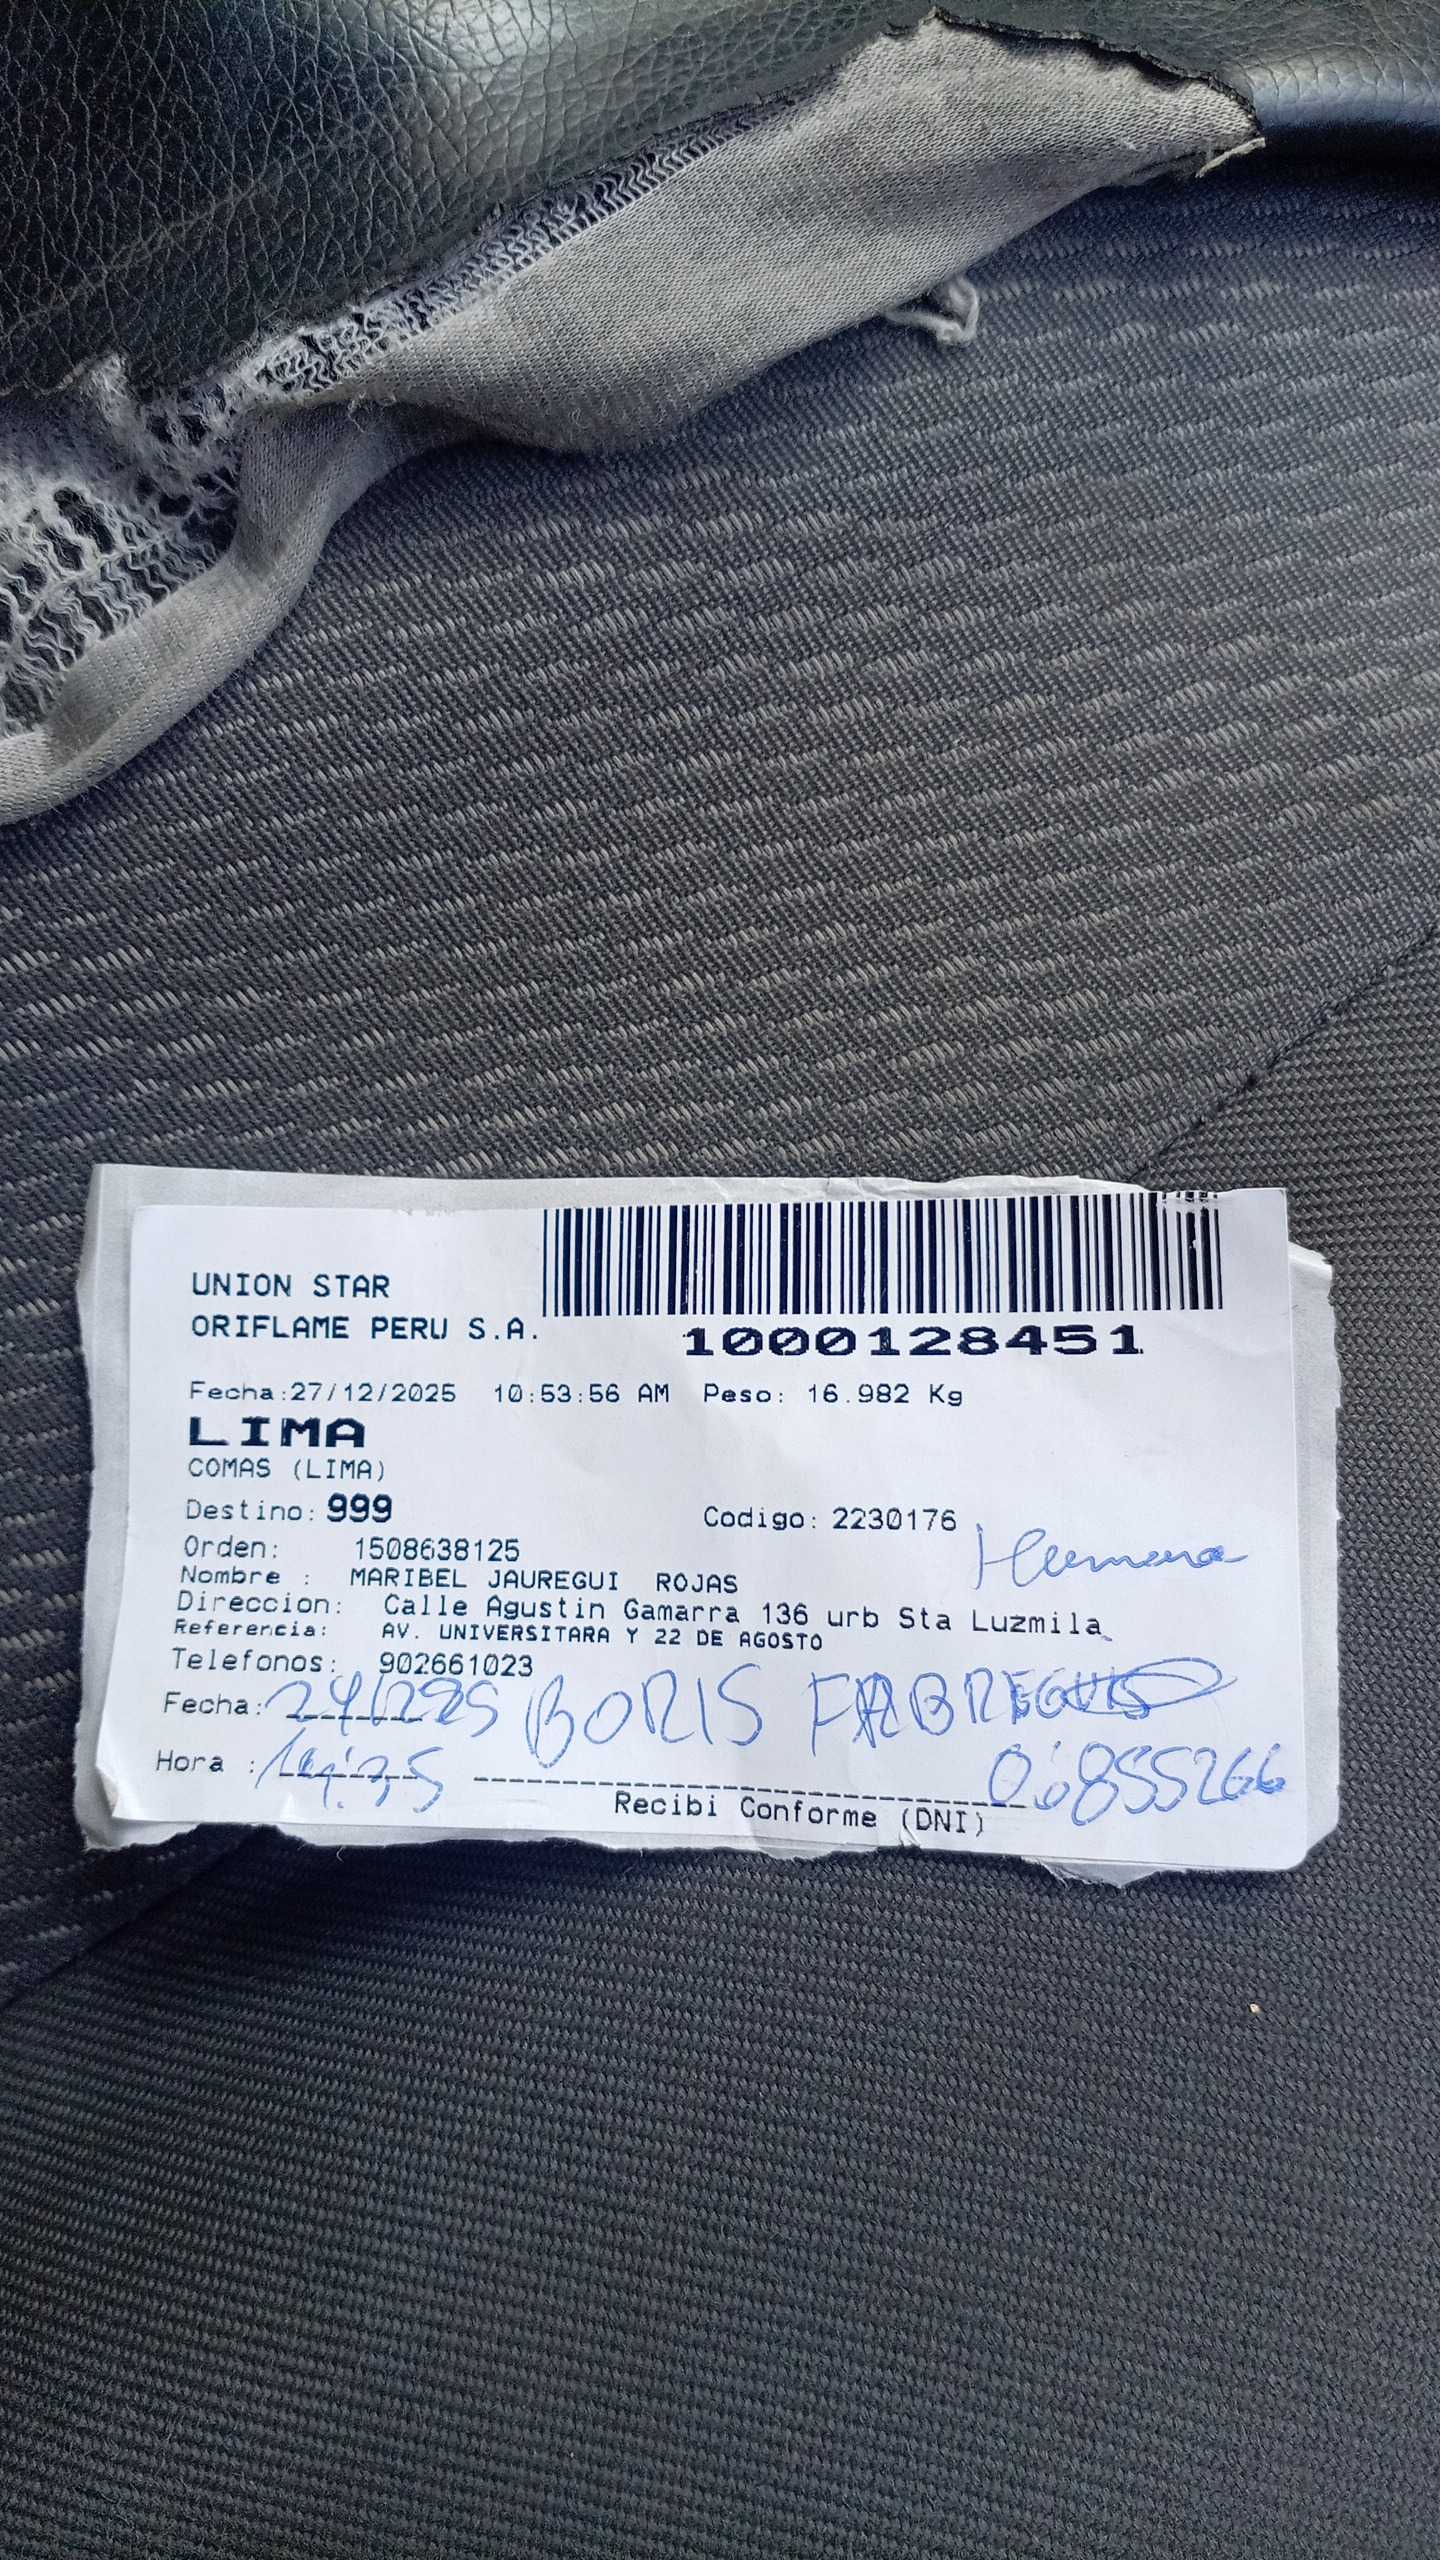 UNION STAR
ORIFLAME PERU S.A.
1000128451
Fecha:27/12/2025 10:53:56 AM Peso: 16.982 Kg
LIMA
COMAS (LIMA)
Destino: 999 Codigo: 2230176
Orden: 1508638125
Nombre : MARIBEL JAUREGUI ROJAS
Direccion: Calle Agustin Gamarra 136 urb Sta Luzmila
Referencia: AV. UNIVERSITARA Y 22 DE AGOSTO
Telefonos: 902661023
Fecha: BORIS FABREGUIS
Hora :
Recibi Conforme (DNI)